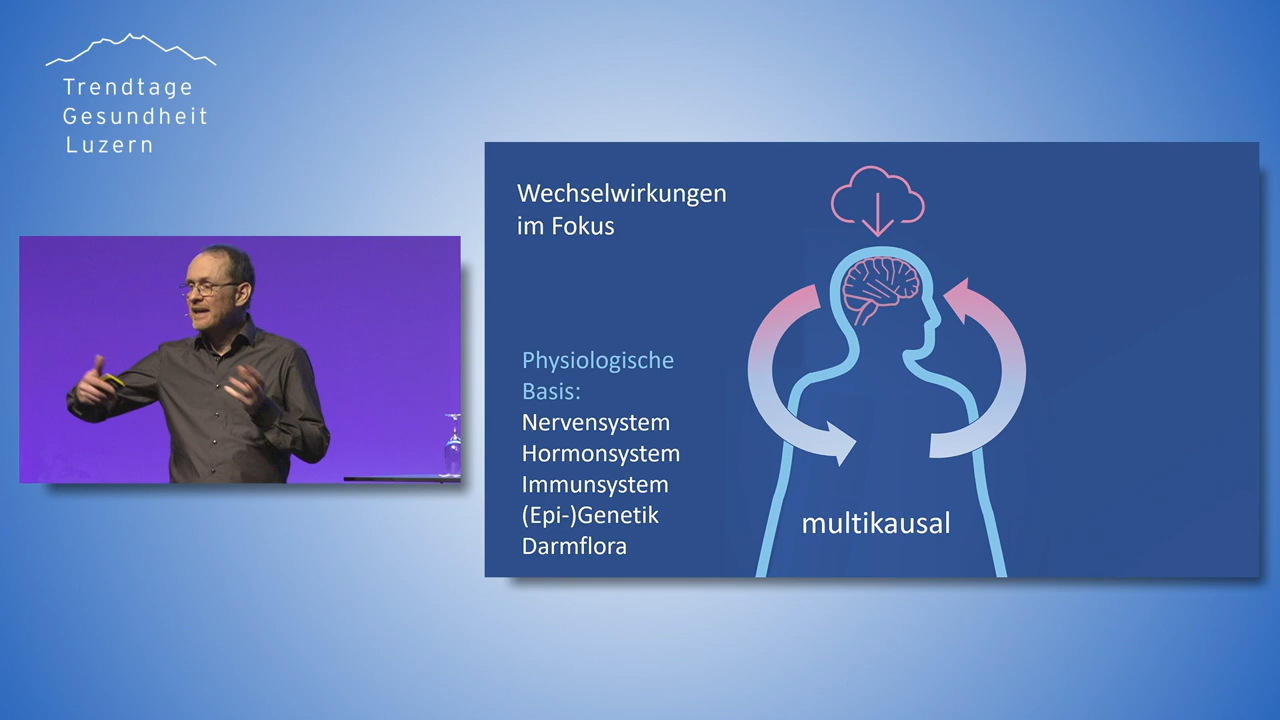 Trendtage
Gesundheit
Luzern
Wechselwirkungen
im Fokus
Physiologische
Basis:
Nervensystem
Hormonsystem
Immunsystem
(Epi-)Genetik
Darmflora
multikausal